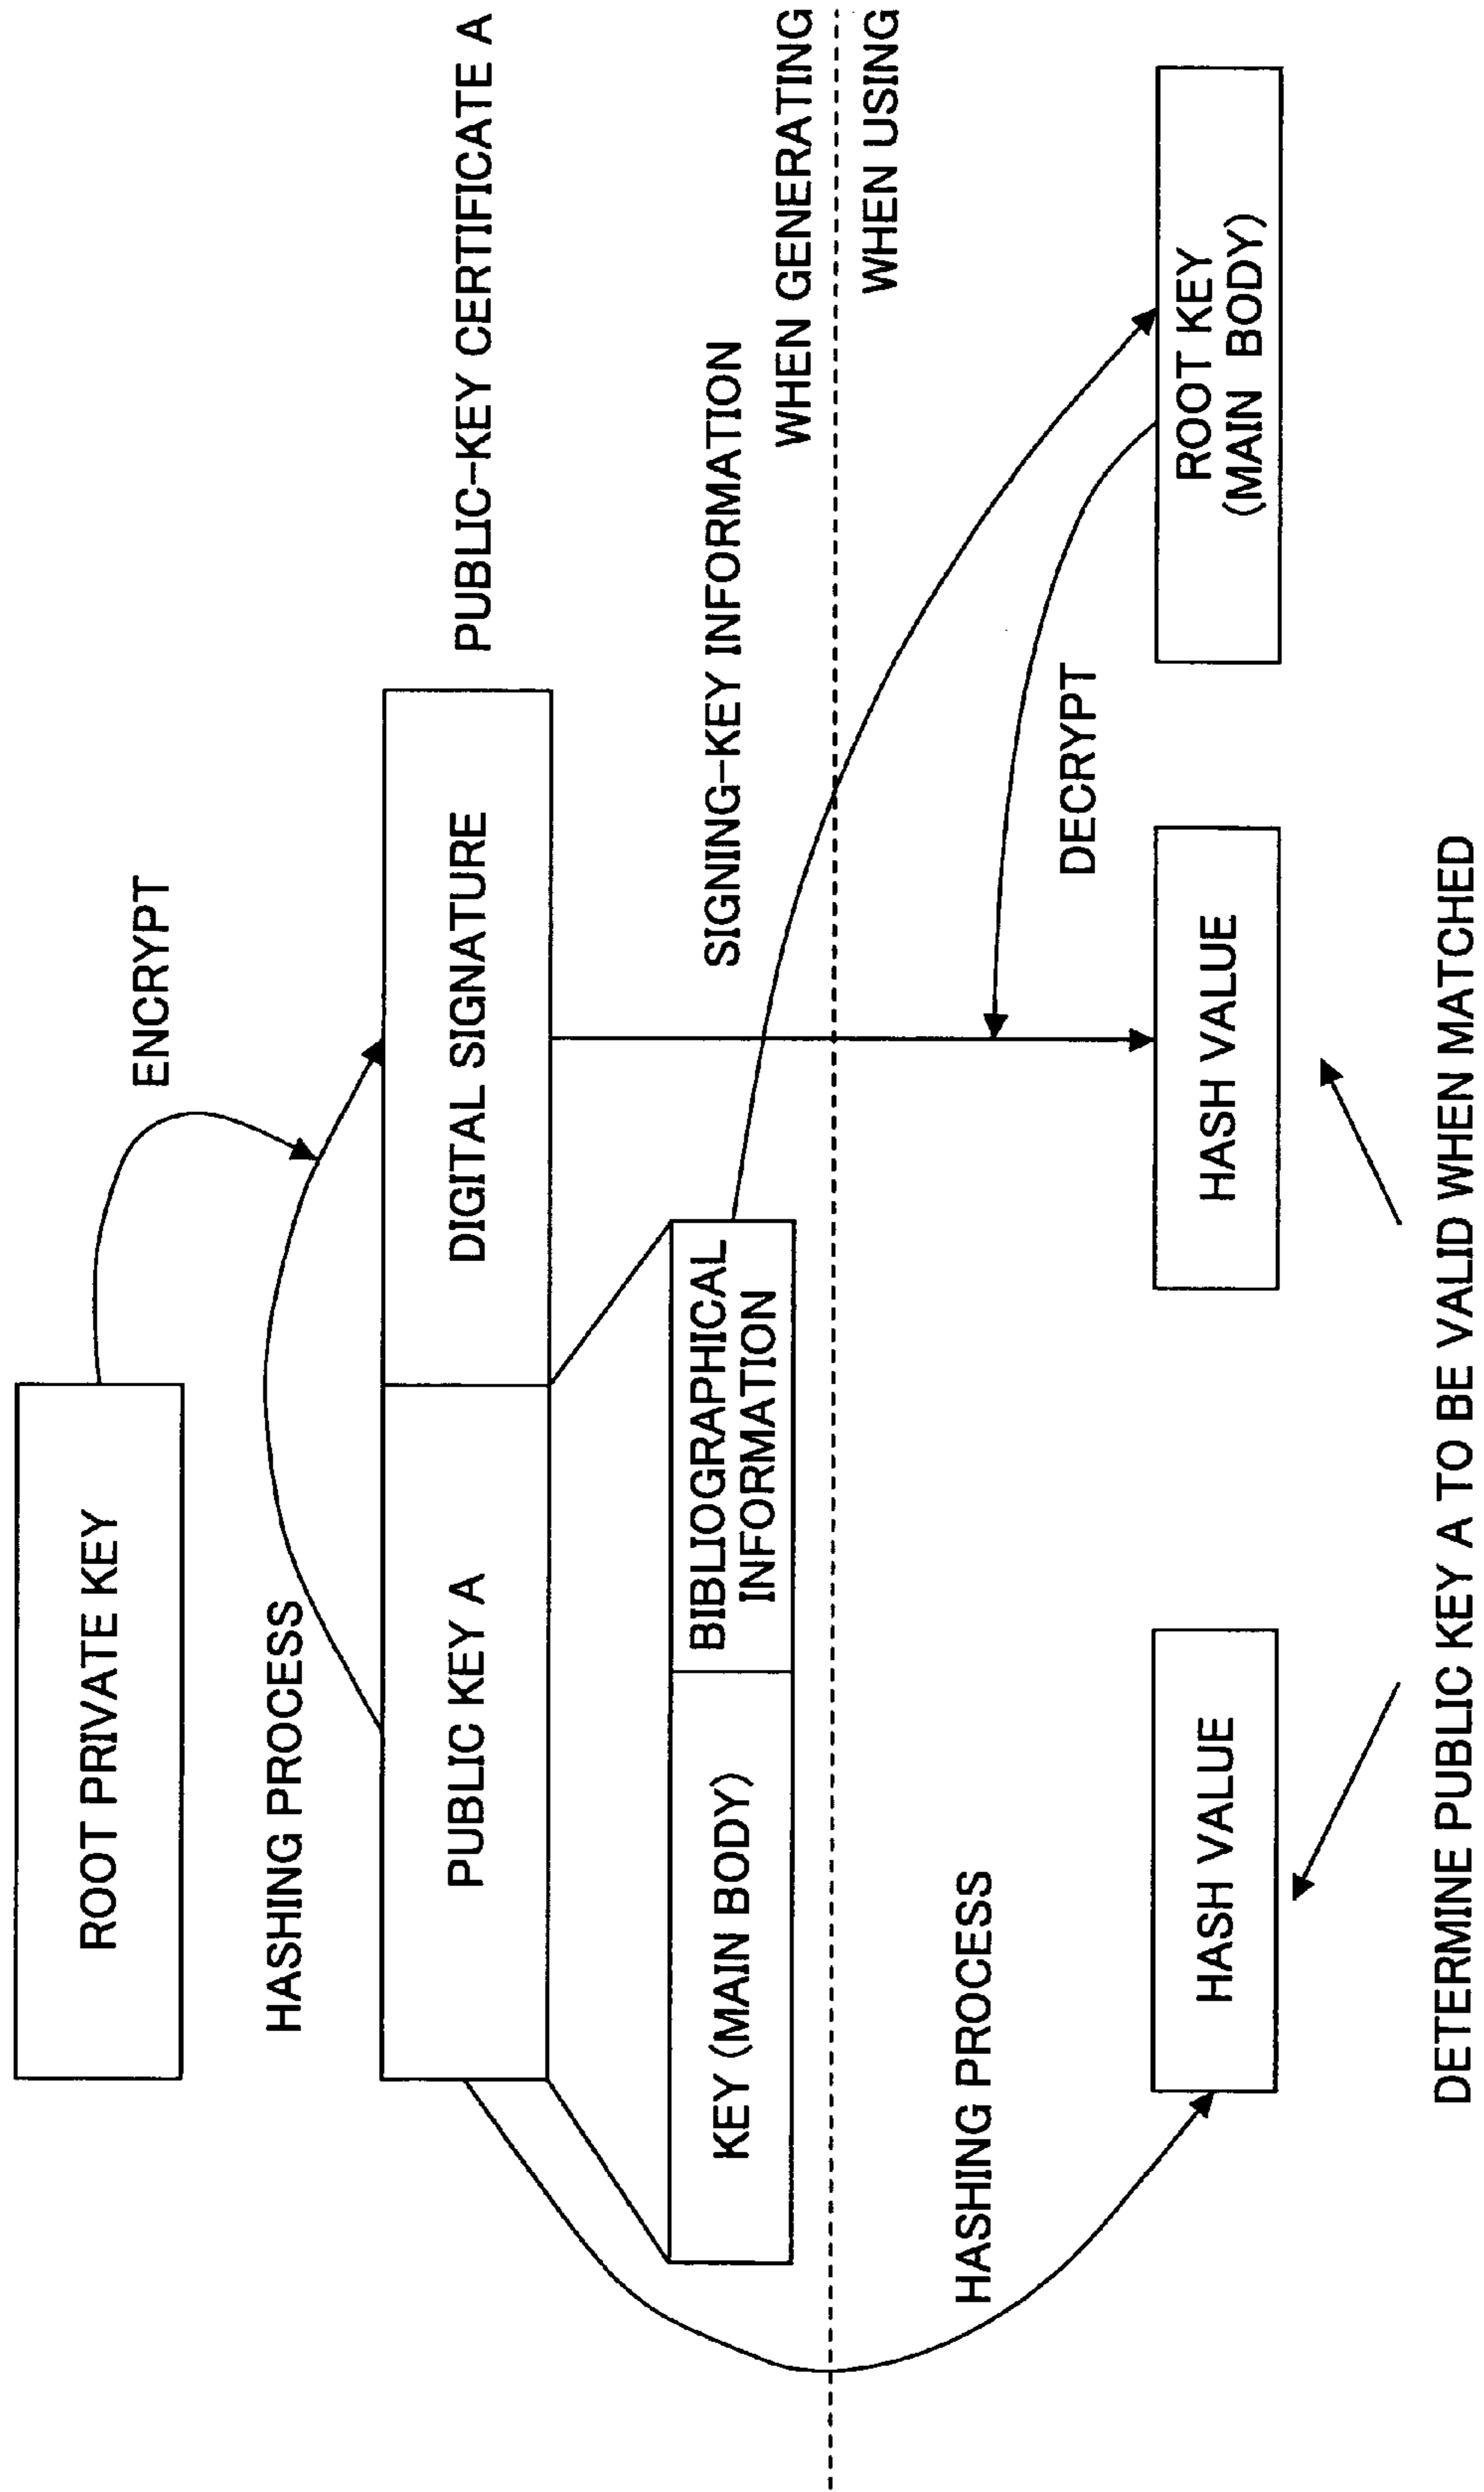 ROOT PRIVATE KEY
ENCRYPT
HASHING PROCESS
PUBLIC KEY A
DIGITAL SIGNATURE
PUBLIC-KEY CERTIFICATE A
KEY (MAIN BODY)
BIBLIOGRAPHICAL
INFORMATION
SIGNING-KEY INFORMATION
WHEN GENERATING
WHEN USING
HASHING PROCESS
DECRYPT
HASH VALUE
HASH VALUE
ROOT KEY
(MAIN BODY)
DETERMINE PUBLIC KEY A TO BE VALID WHEN MATCHED